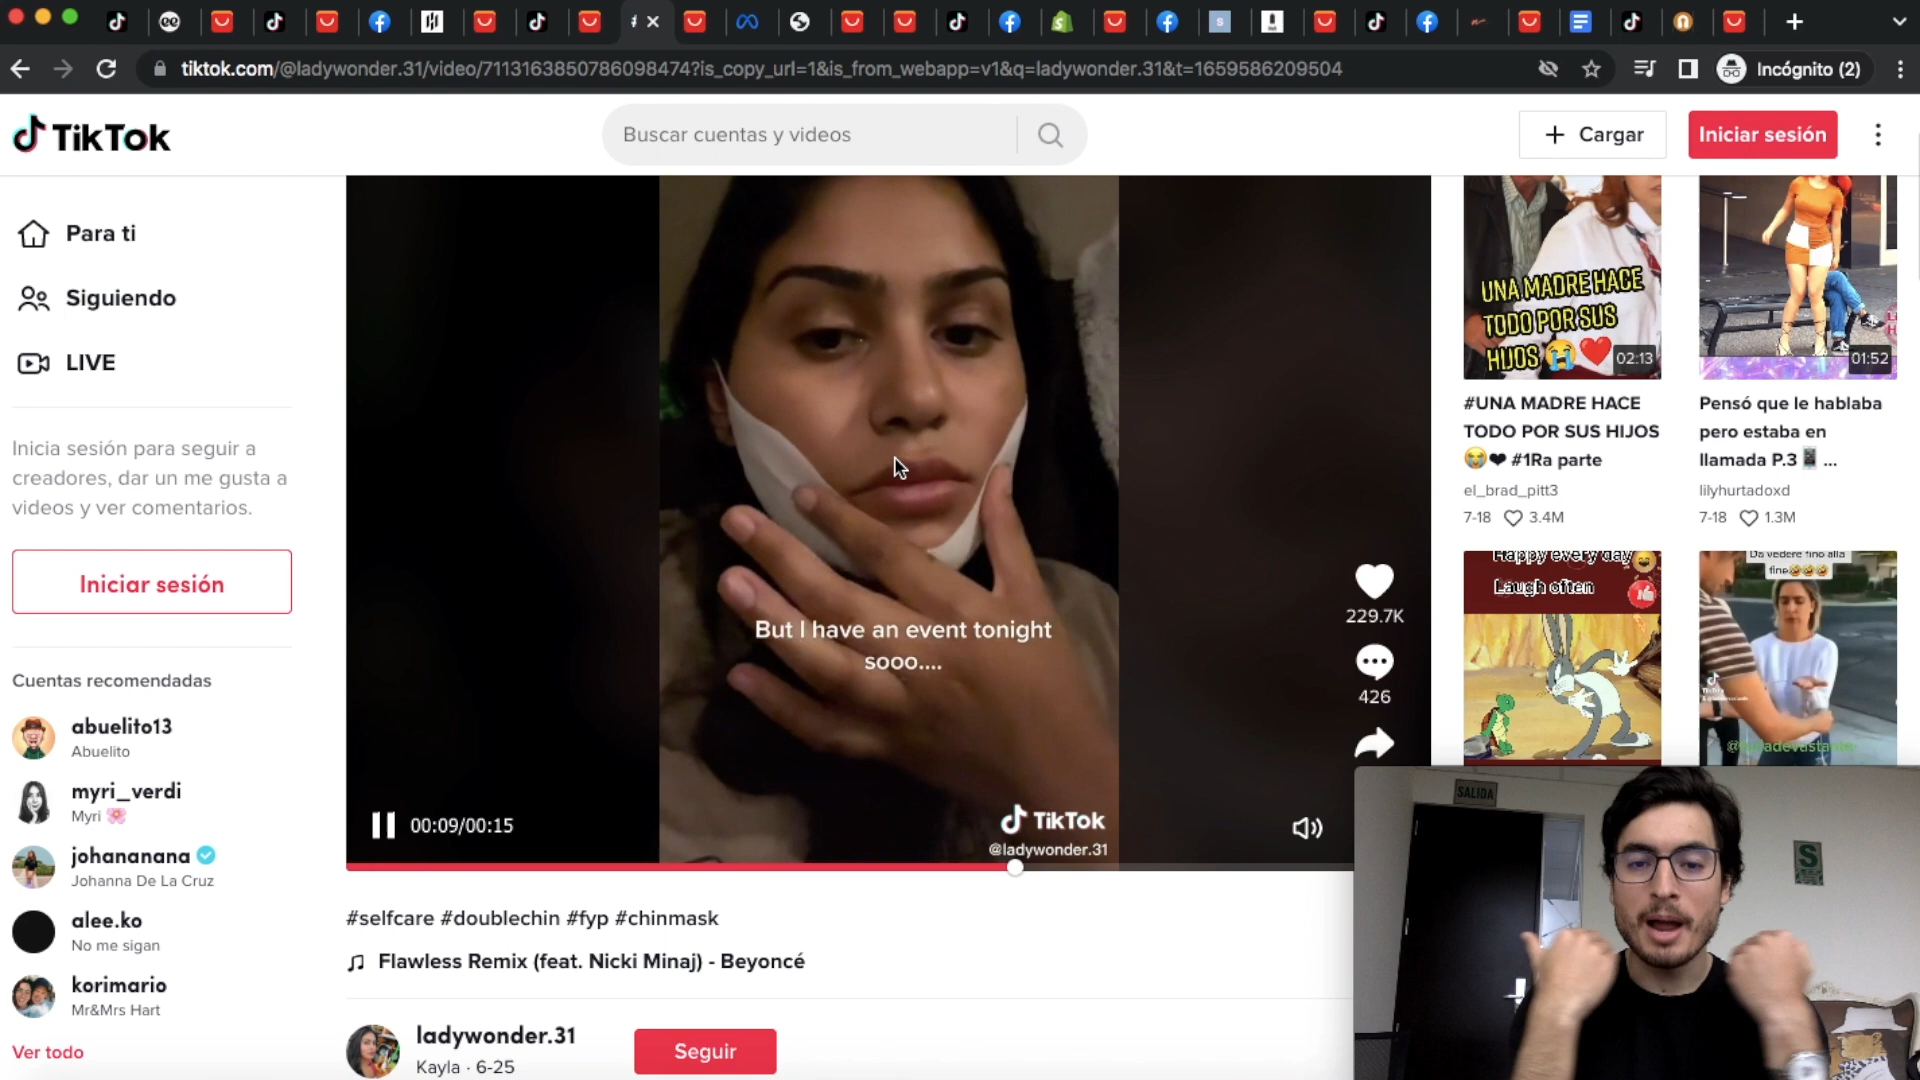 tiktok.com/@ladywonder.31/video/7113163850786098474?is_copy_url=1&is_from_webapp=v1&q=ladywonder.31&t=1659586209504
Incógnito (2)
TikTok
Buscar cuentas y videos
Cargar
Iniciar sesión
Para ti
Siguiendo
LIVE
Inicia sesión para seguir a
creadores, dar un me gusta a
videos y ver comentarios.
Iniciar sesión
Cuentas recomendadas
abuelito13
Abuelito
myri_verdi
Myri 🌸
johananana
Johanna De La Cruz
alee.ko
No me sigan
korimario
Mr&Mrs Hart
Ver todo
But I have an event tonight
sooo....
229.7K
426
00:09/00:15
TikTok
@ladywonder.31
#selfcare #doublechin #fyp #chinmask
Flawless Remix (feat. Nicki Minaj) - Beyoncé
ladywonder.31
Kayla · 6-25
Seguir
UNA MADRE HACE
TODO POR SUS
HIJOS 😭❤️
02:13
#UNA MADRE HACE
TODO POR SUS HIJOS
😭❤ #1Ra parte
el_brad_pitt3
7-18 3.4M
01:52
Pensó que le hablaba
pero estaba en
llamada P.3📱 ...
lilyhurtadoxd
7-18 1.3M
Happy every day
Laugh often
Da vedere fino alla
fine🤣🤣🤣
SALIDA
S